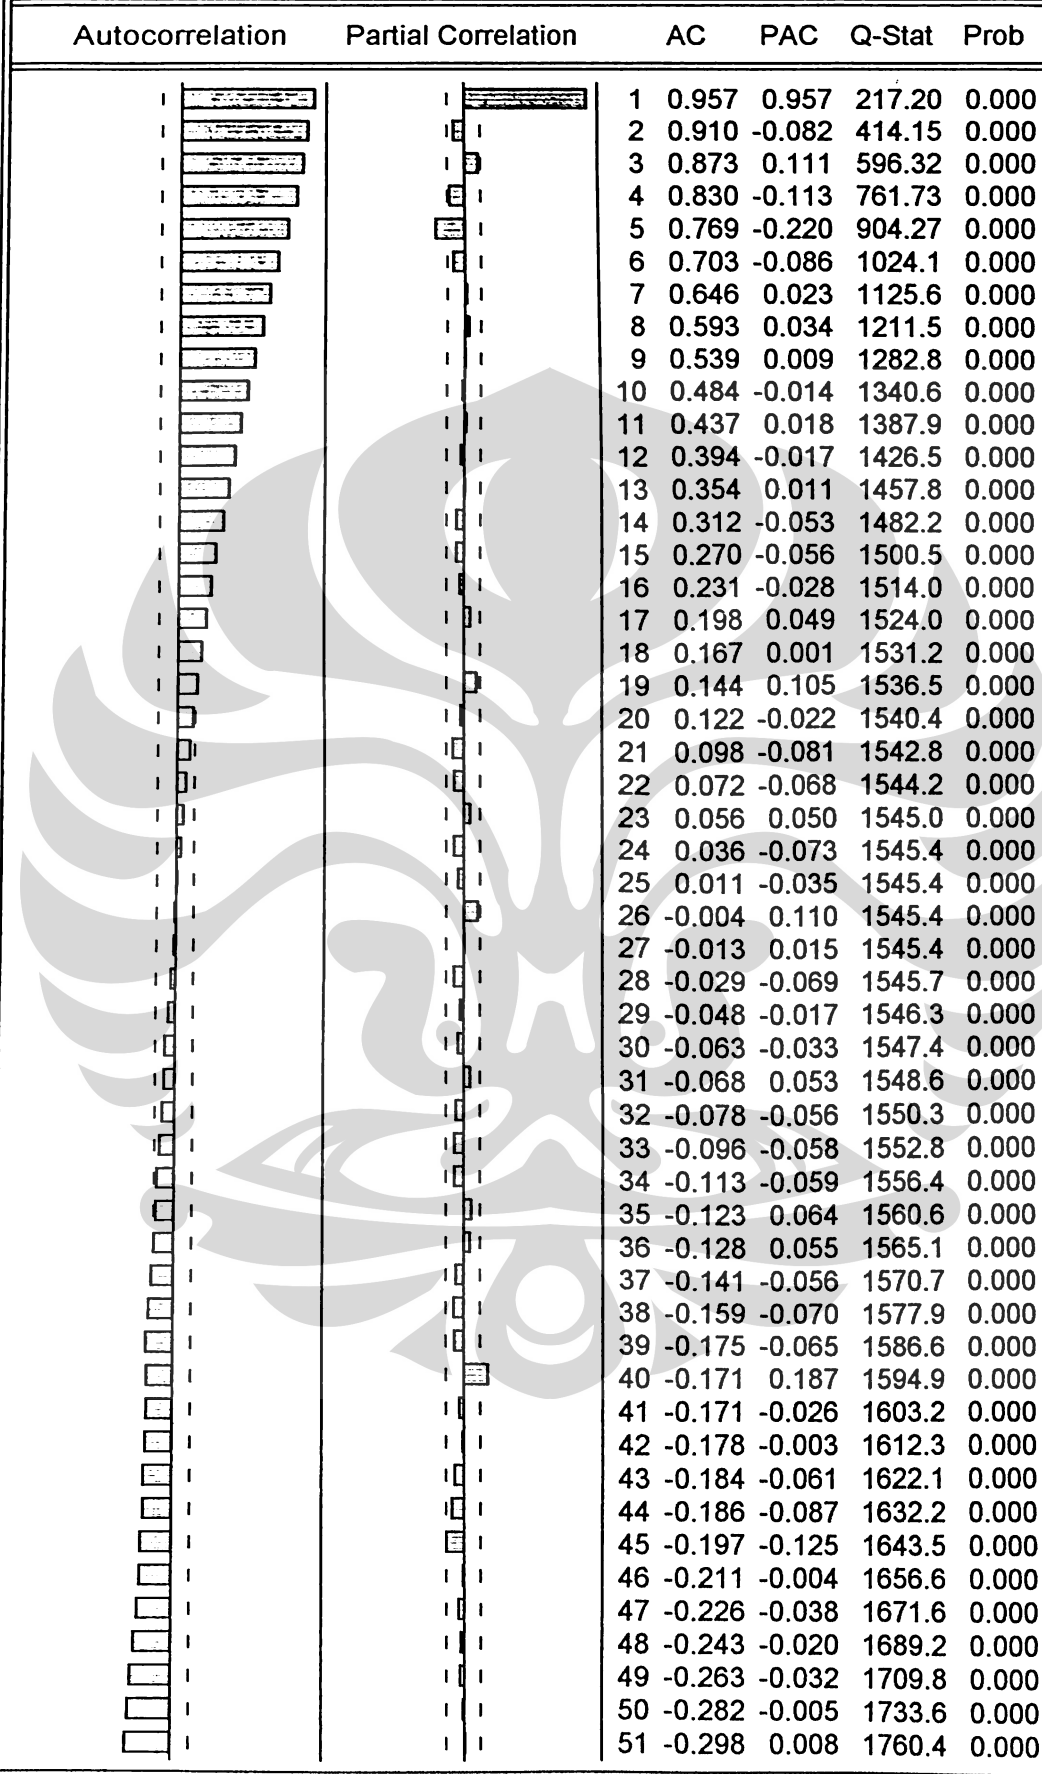 Autocorrelation Partial Correlation AC PAC Q-Stat Prob
1 0.957 0.957 217.20 0.000
2 0.910 -0.082 414.15 0.000
3 0.873 0.111 596.32 0.000
4 0.830 -0.113 761.73 0.000
5 0.769 -0.220 904.27 0.000
6 0.703 -0.086 1024.1 0.000
7 0.646 0.023 1125.6 0.000
8 0.593 0.034 1211.5 0.000
9 0.539 0.009 1282.8 0.000
10 0.484 -0.014 1340.6 0.000
11 0.437 0.018 1387.9 0.000
12 0.394 -0.017 1426.5 0.000
13 0.354 0.011 1457.8 0.000
14 0.312 -0.053 1482.2 0.000
15 0.270 -0.056 1500.5 0.000
16 0.231 -0.028 1514.0 0.000
17 0.198 0.049 1524.0 0.000
18 0.167 0.001 1531.2 0.000
19 0.144 0.105 1536.5 0.000
20 0.122 -0.022 1540.4 0.000
21 0.098 -0.081 1542.8 0.000
22 0.072 -0.068 1544.2 0.000
23 0.056 0.050 1545.0 0.000
24 0.036 -0.073 1545.4 0.000
25 0.011 -0.035 1545.4 0.000
26 -0.004 0.110 1545.4 0.000
27 -0.013 0.015 1545.4 0.000
28 -0.029 -0.069 1545.7 0.000
29 -0.048 -0.017 1546.3 0.000
30 -0.063 -0.033 1547.4 0.000
31 -0.068 0.053 1548.6 0.000
32 -0.078 -0.056 1550.3 0.000
33 -0.096 -0.058 1552.8 0.000
34 -0.113 -0.059 1556.4 0.000
35 -0.123 0.064 1560.6 0.000
36 -0.128 0.055 1565.1 0.000
37 -0.141 -0.056 1570.7 0.000
38 -0.159 -0.070 1577.9 0.000
39 -0.175 -0.065 1586.6 0.000
40 -0.171 0.187 1594.9 0.000
41 -0.171 -0.026 1603.2 0.000
42 -0.178 -0.003 1612.3 0.000
43 -0.184 -0.061 1622.1 0.000
44 -0.186 -0.087 1632.2 0.000
45 -0.197 -0.125 1643.5 0.000
46 -0.211 -0.004 1656.6 0.000
47 -0.226 -0.038 1671.6 0.000
48 -0.243 -0.020 1689.2 0.000
49 -0.263 -0.032 1709.8 0.000
50 -0.282 -0.005 1733.6 0.000
51 -0.298 0.008 1760.4 0.000